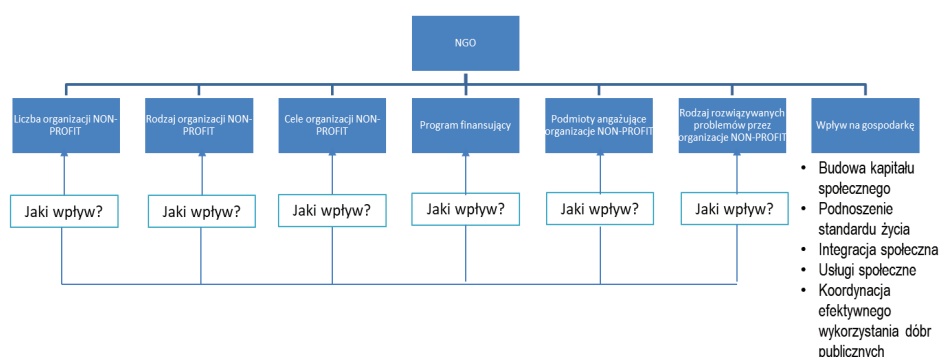 NGO
Liczba organizacji NON-
PROFIT
Rodzaj organizacji NON-
PROFIT
Cele organizacji NON-
PROFIT
Program finansujący
Podmioty angażujące
organizacje NON-PROFIT
Rodzaj rozwiązywanych
problemów przez
organizacje NON-PROFIT
Wpływ na gospodarkę
Jaki wpływ?
Jaki wpływ?
Jaki wpływ?
Jaki wpływ?
Jaki wpływ?
Jaki wpływ?
• Budowa kapitału
społecznego
• Podnoszenie
standardu życia
• Integracja społeczna
• Usługi społeczne
• Koordynacja
efektywnego
wykorzystania dóbr
publicznych